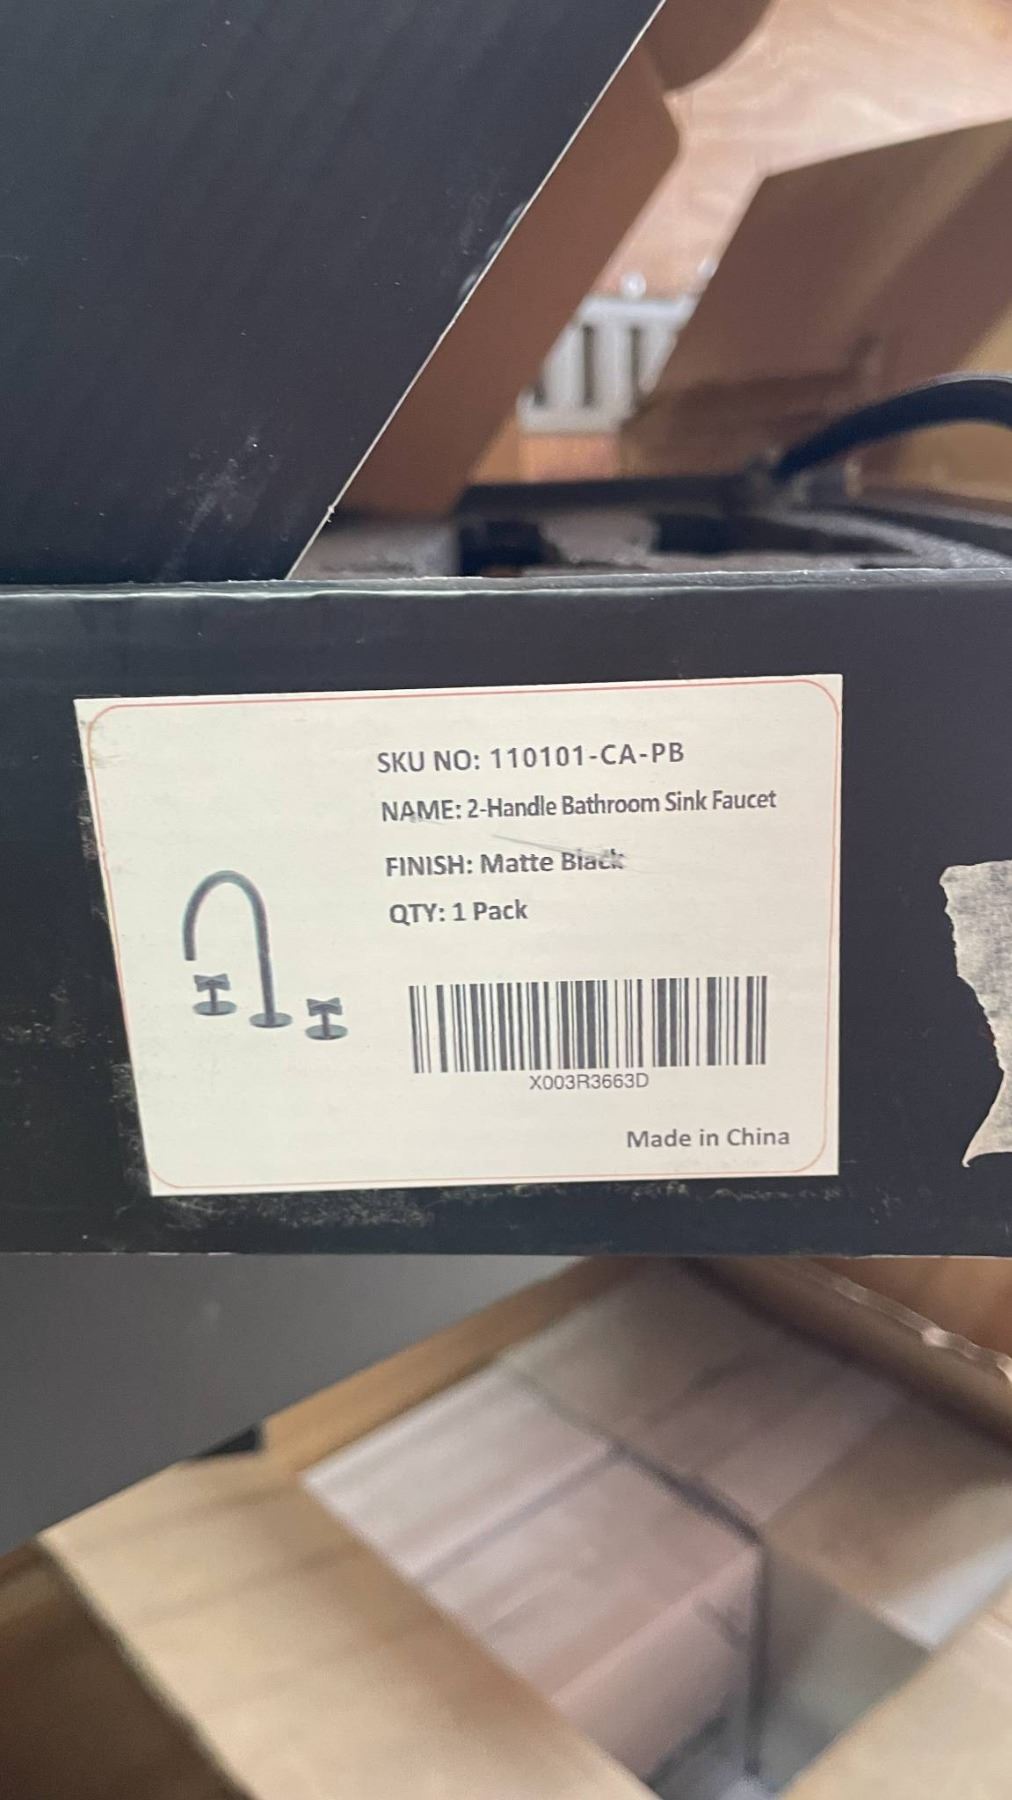 SKU NO: 110101-CA-PB
NAME: 2-Handle Bathroom Sink Faucet
FINISH: Matte Black
QTY: 1 Pack
X003R3663D
Made in China